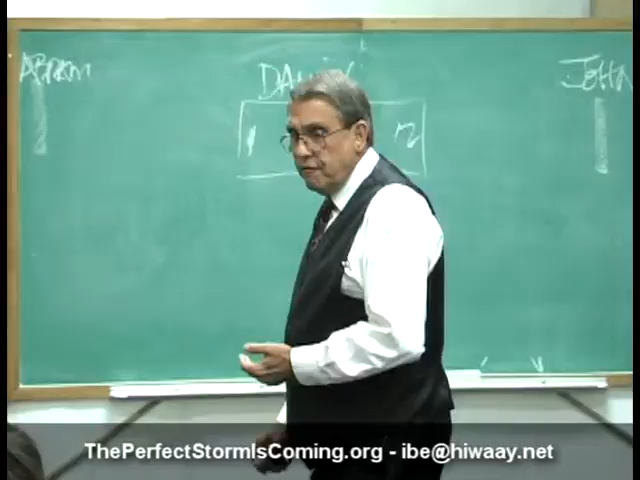 ABRAM
JOHN
1
2
ThePerfectStormIsComing.org - ibe@hiwaay.net